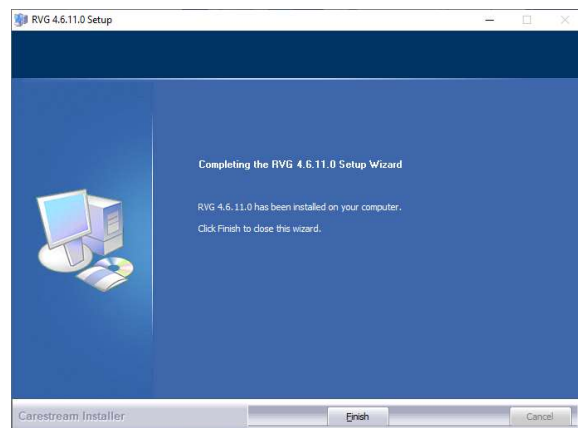 RVG 4.6.11.0 Setup
Completing the RVG 4.6.11.0 Setup Wizard
RVG 4.6.11.0 has been installed on your computer.
Click Finish to close this wizard.
Carestream Installer
Finish
Cancel